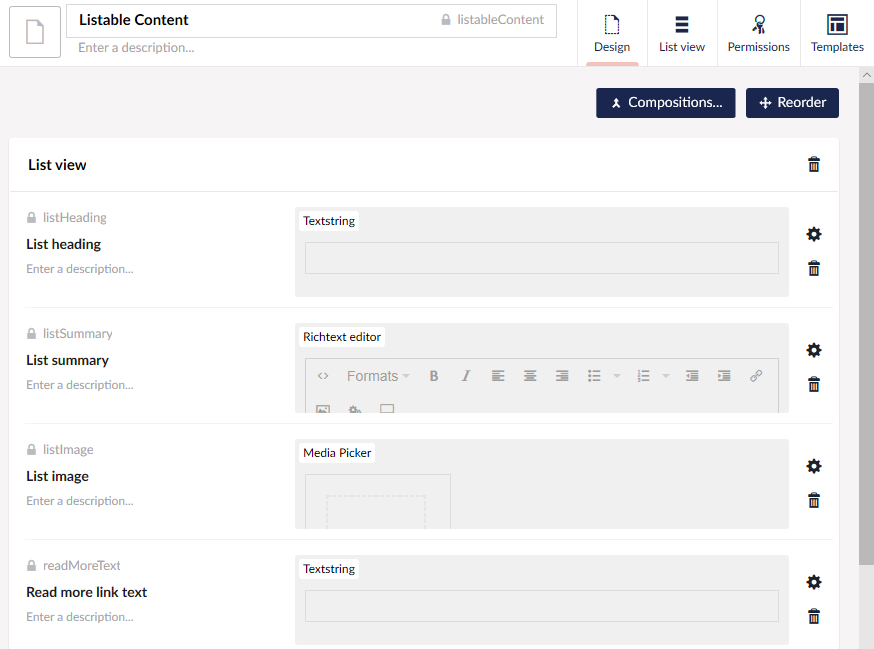 Listable Content
listableContent
Enter a description...
Design
List view
Permissions
Templates
Compositions...
Reorder
List view
listHeading
List heading
Enter a description...
Textstring
listSummary
List summary
Enter a description...
Richtext editor
Formats
B
I
listImage
List image
Enter a description...
Media Picker
readMoreText
Read more link text
Enter a description...
Textstring